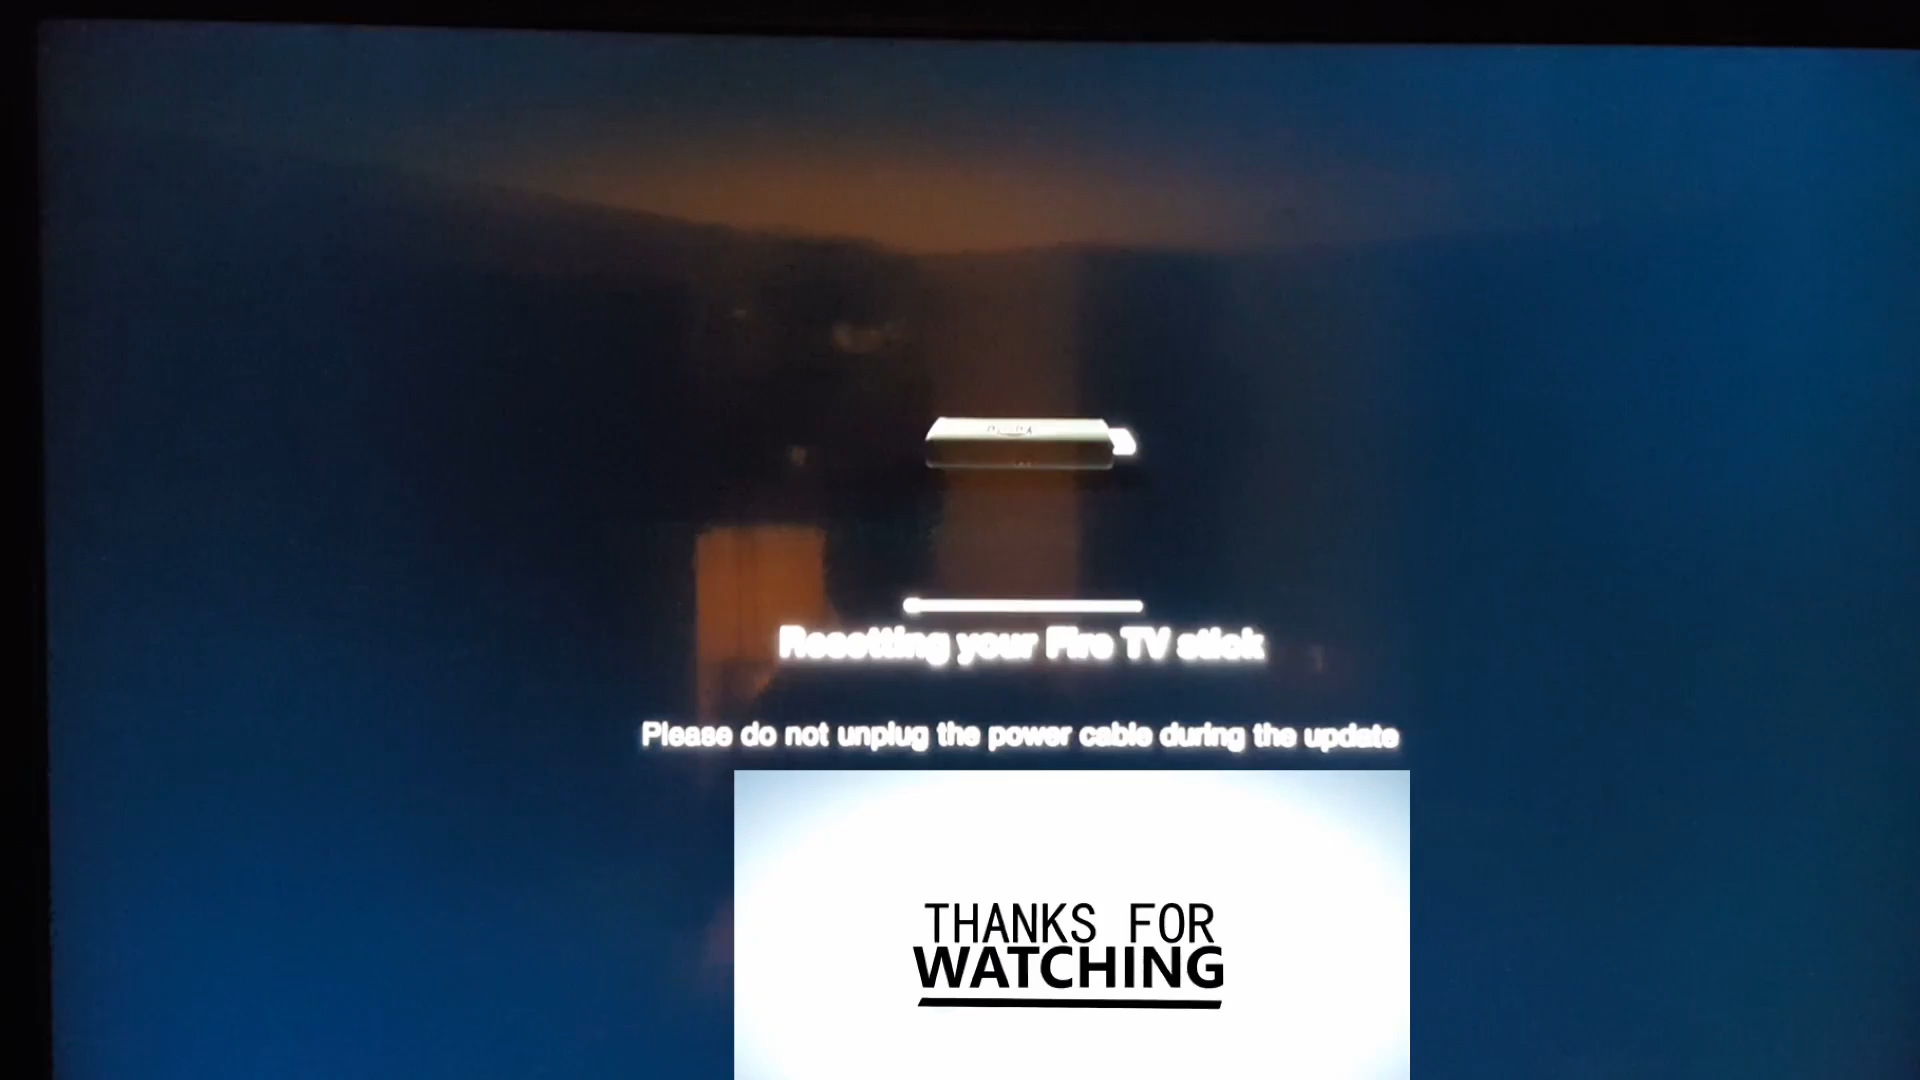 Resetting your Fire TV stick
Please do not unplug the power cable during the update
THANKS FOR
WATCHING